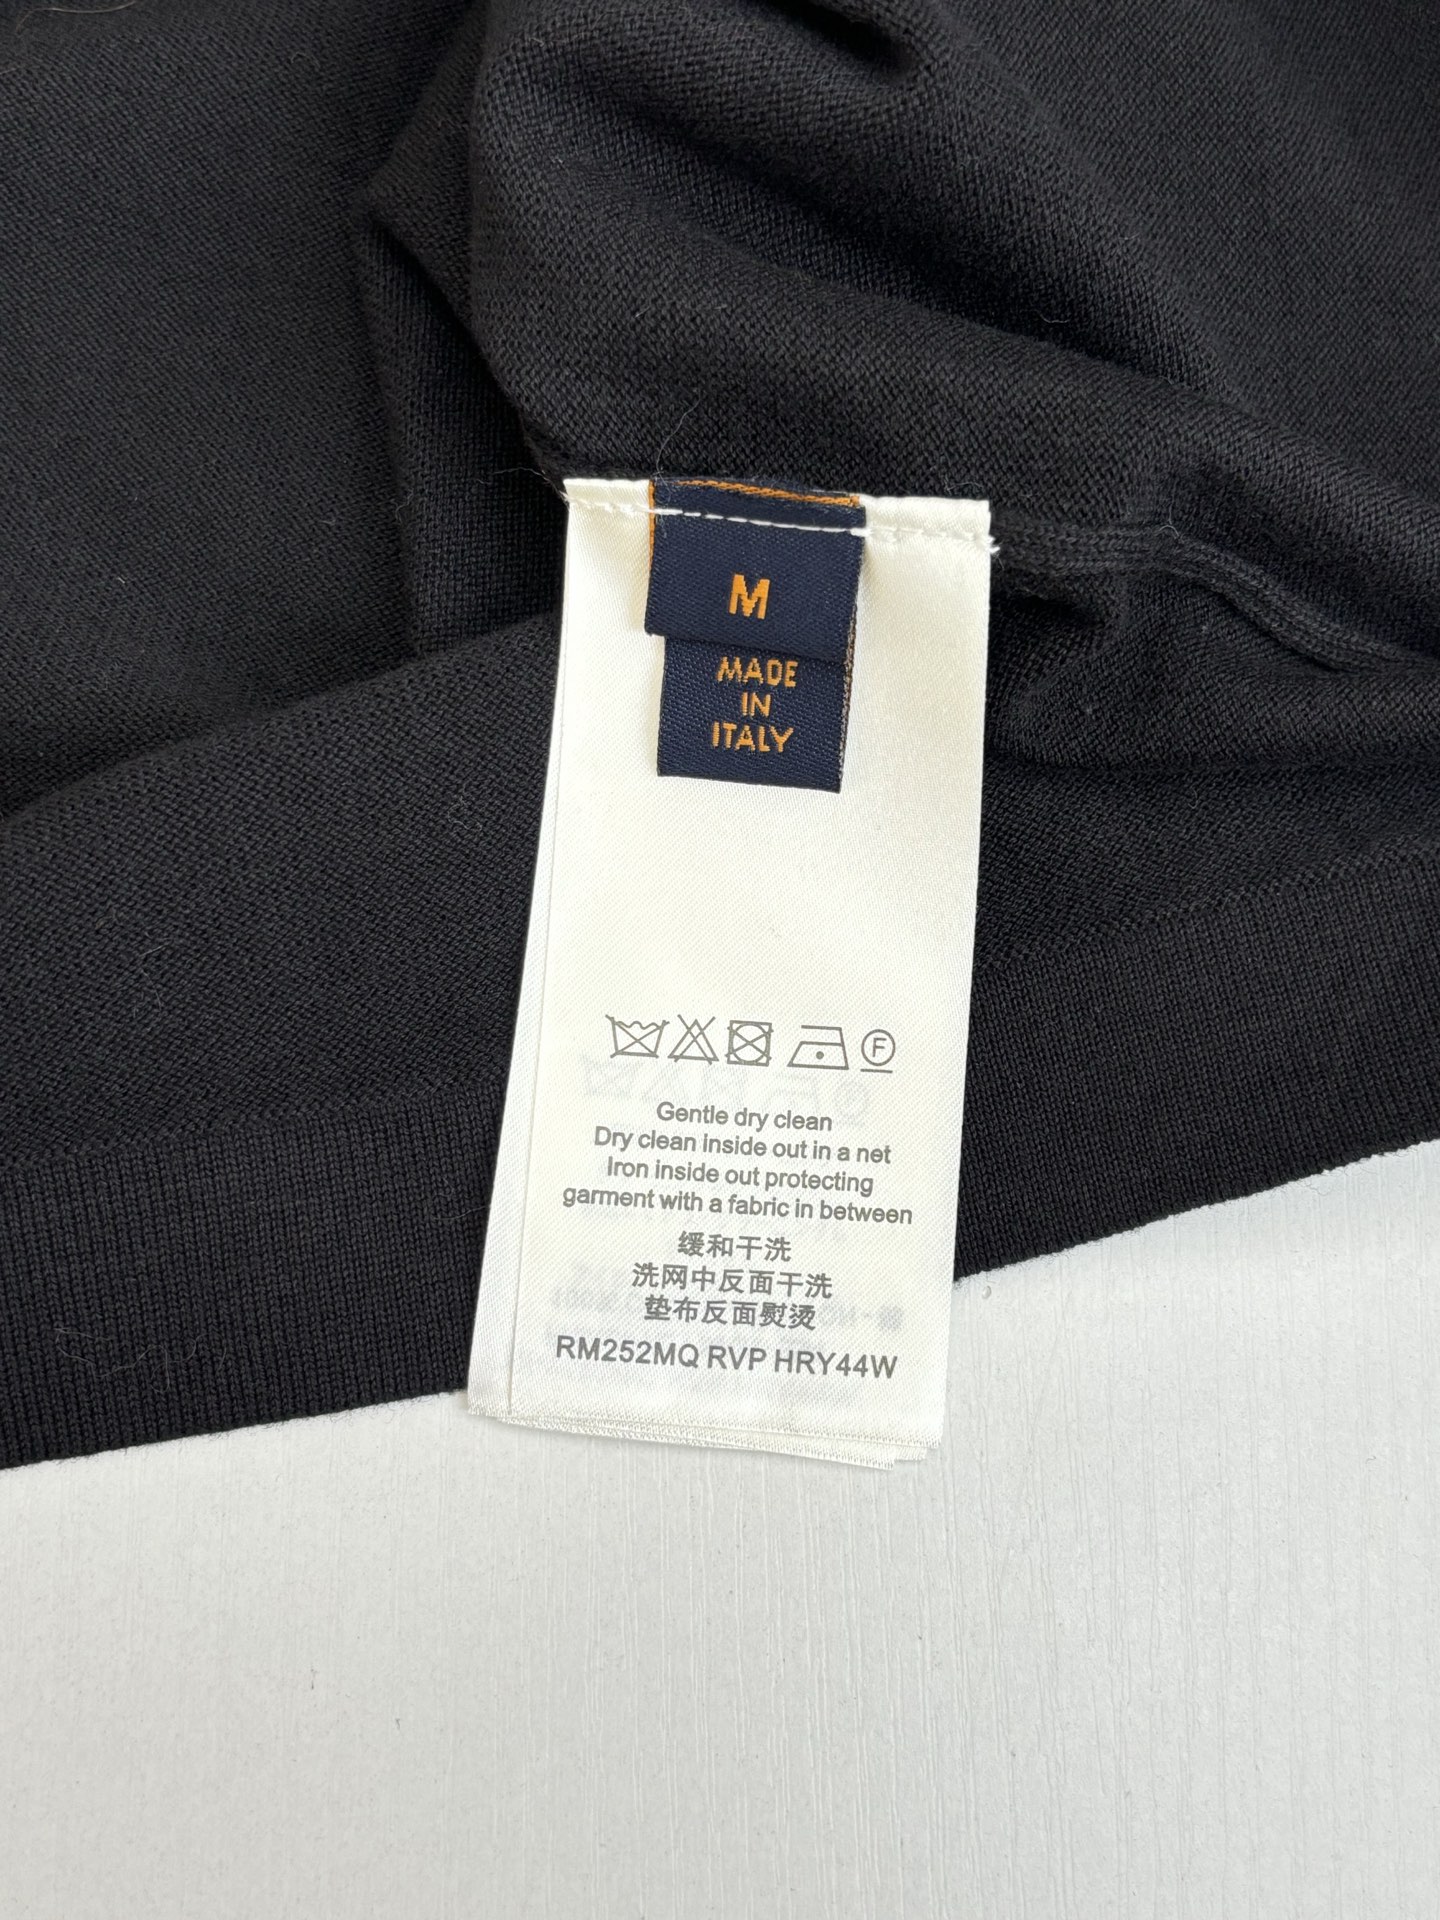 M
MADE
IN
ITALY
F
Gentle dry clean
Dry clean inside out in a net
Iron inside out protecting
garment with a fabric in between
缓和干洗
洗网中反面干洗
垫布反面熨烫
RM252MQ RVP HRY44W